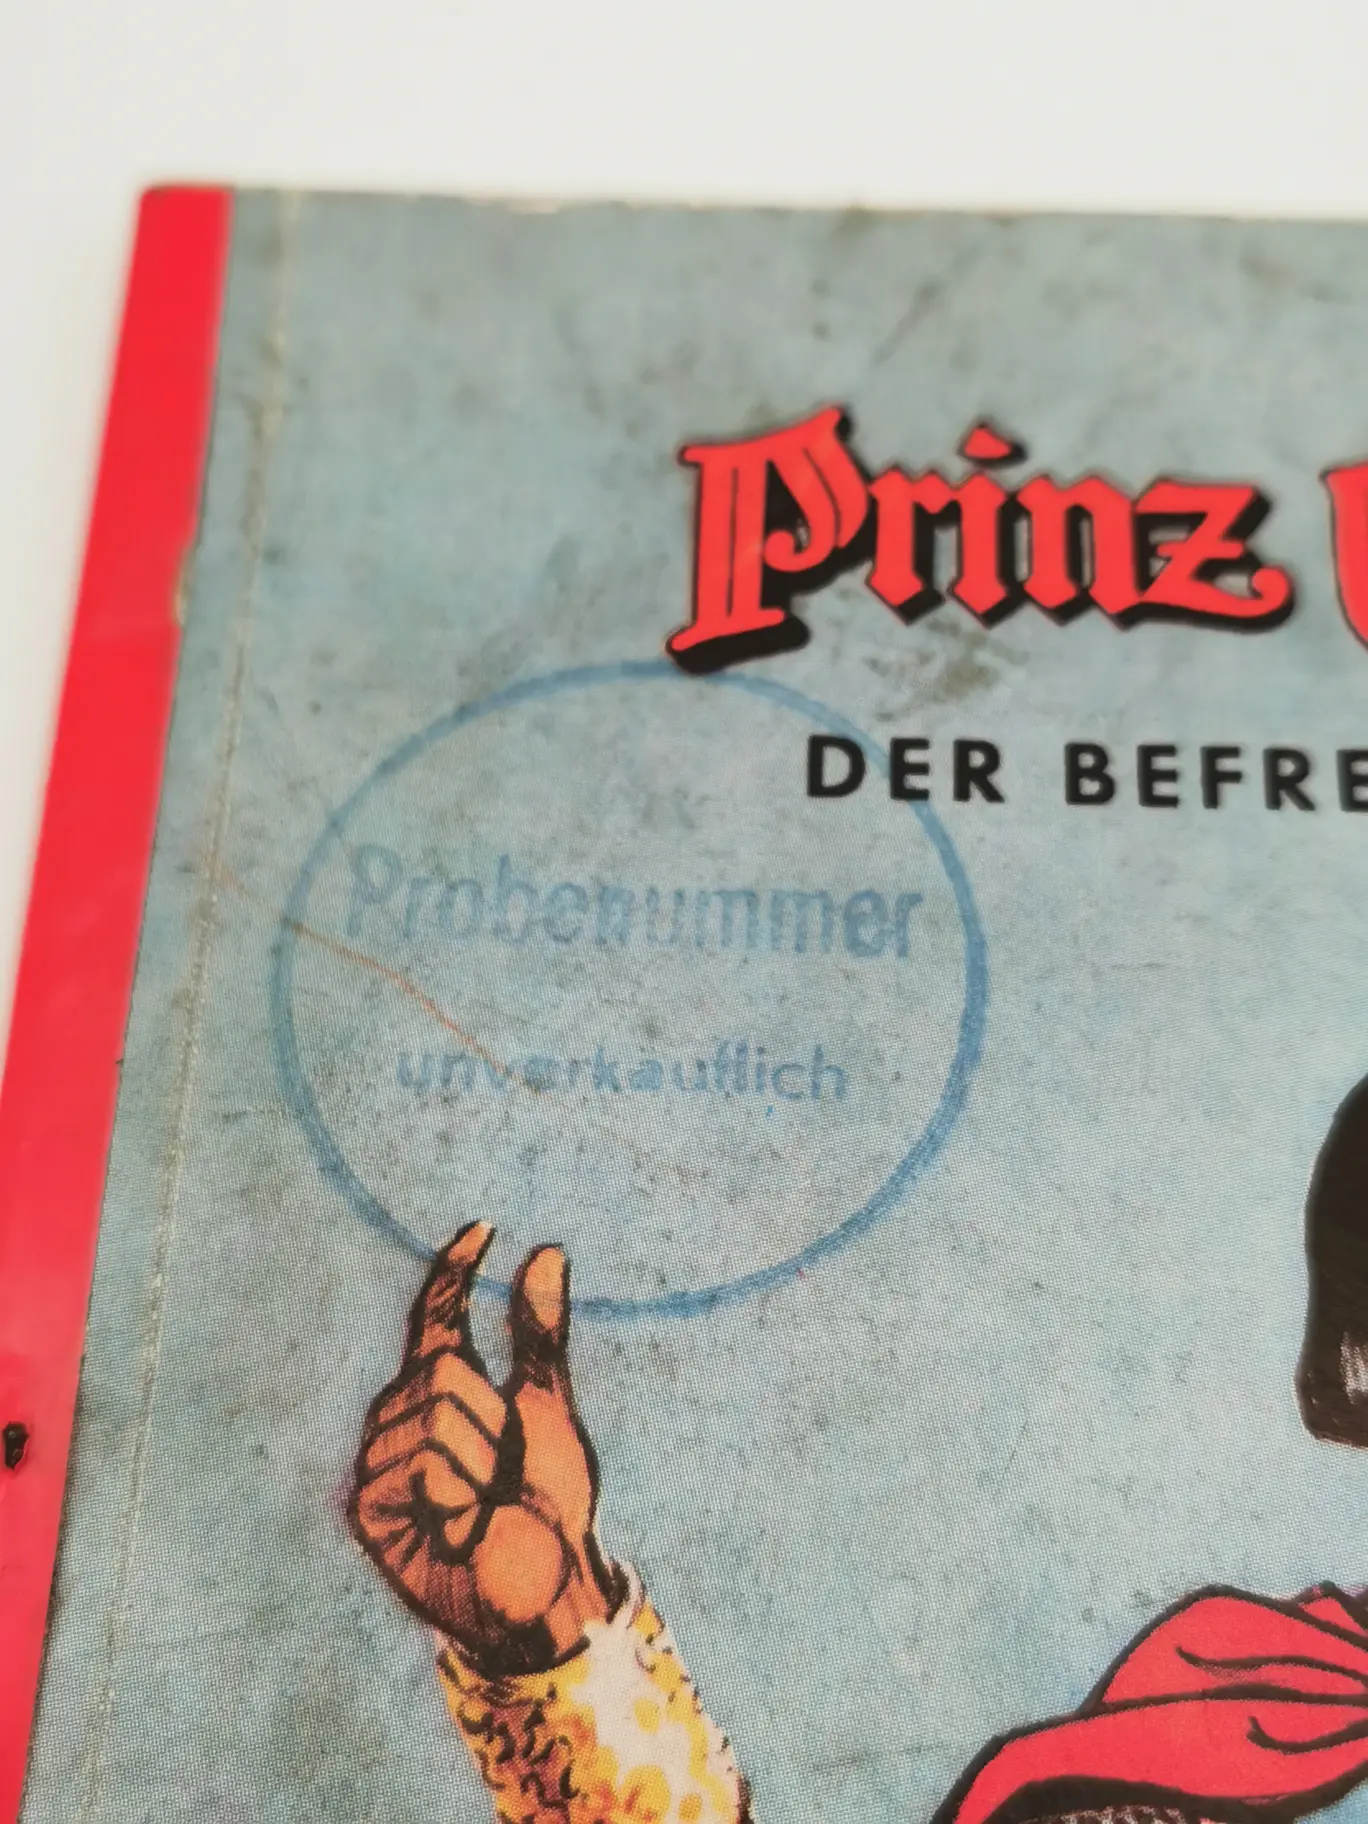 Prinz
DER BEFRE
Probenummer
unverkäuflich